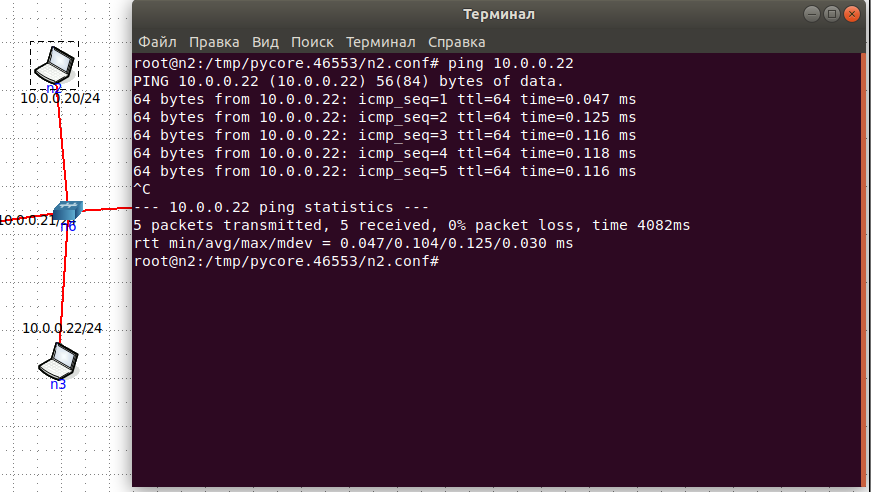 Терминал
Файл Правка Вид Поиск Терминал Справка
root@n2:/tmp/pycore.46553/n2.conf# ping 10.0.0.22
PING 10.0.0.22 (10.0.0.22) 56(84) bytes of data.
64 bytes from 10.0.0.22: icmp_seq=1 ttl=64 time=0.047 ms
64 bytes from 10.0.0.22: icmp_seq=2 ttl=64 time=0.125 ms
64 bytes from 10.0.0.22: icmp_seq=3 ttl=64 time=0.116 ms
64 bytes from 10.0.0.22: icmp_seq=4 ttl=64 time=0.118 ms
64 bytes from 10.0.0.22: icmp_seq=5 ttl=64 time=0.116 ms
^C
--- 10.0.0.22 ping statistics ---
5 packets transmitted, 5 received, 0% packet loss, time 4082ms
rtt min/avg/max/mdev = 0.047/0.104/0.125/0.030 ms
root@n2:/tmp/pycore.46553/n2.conf#
n2
10.0.0.20/24
10.0.0.21/24
n6
10.0.0.22/24
n3